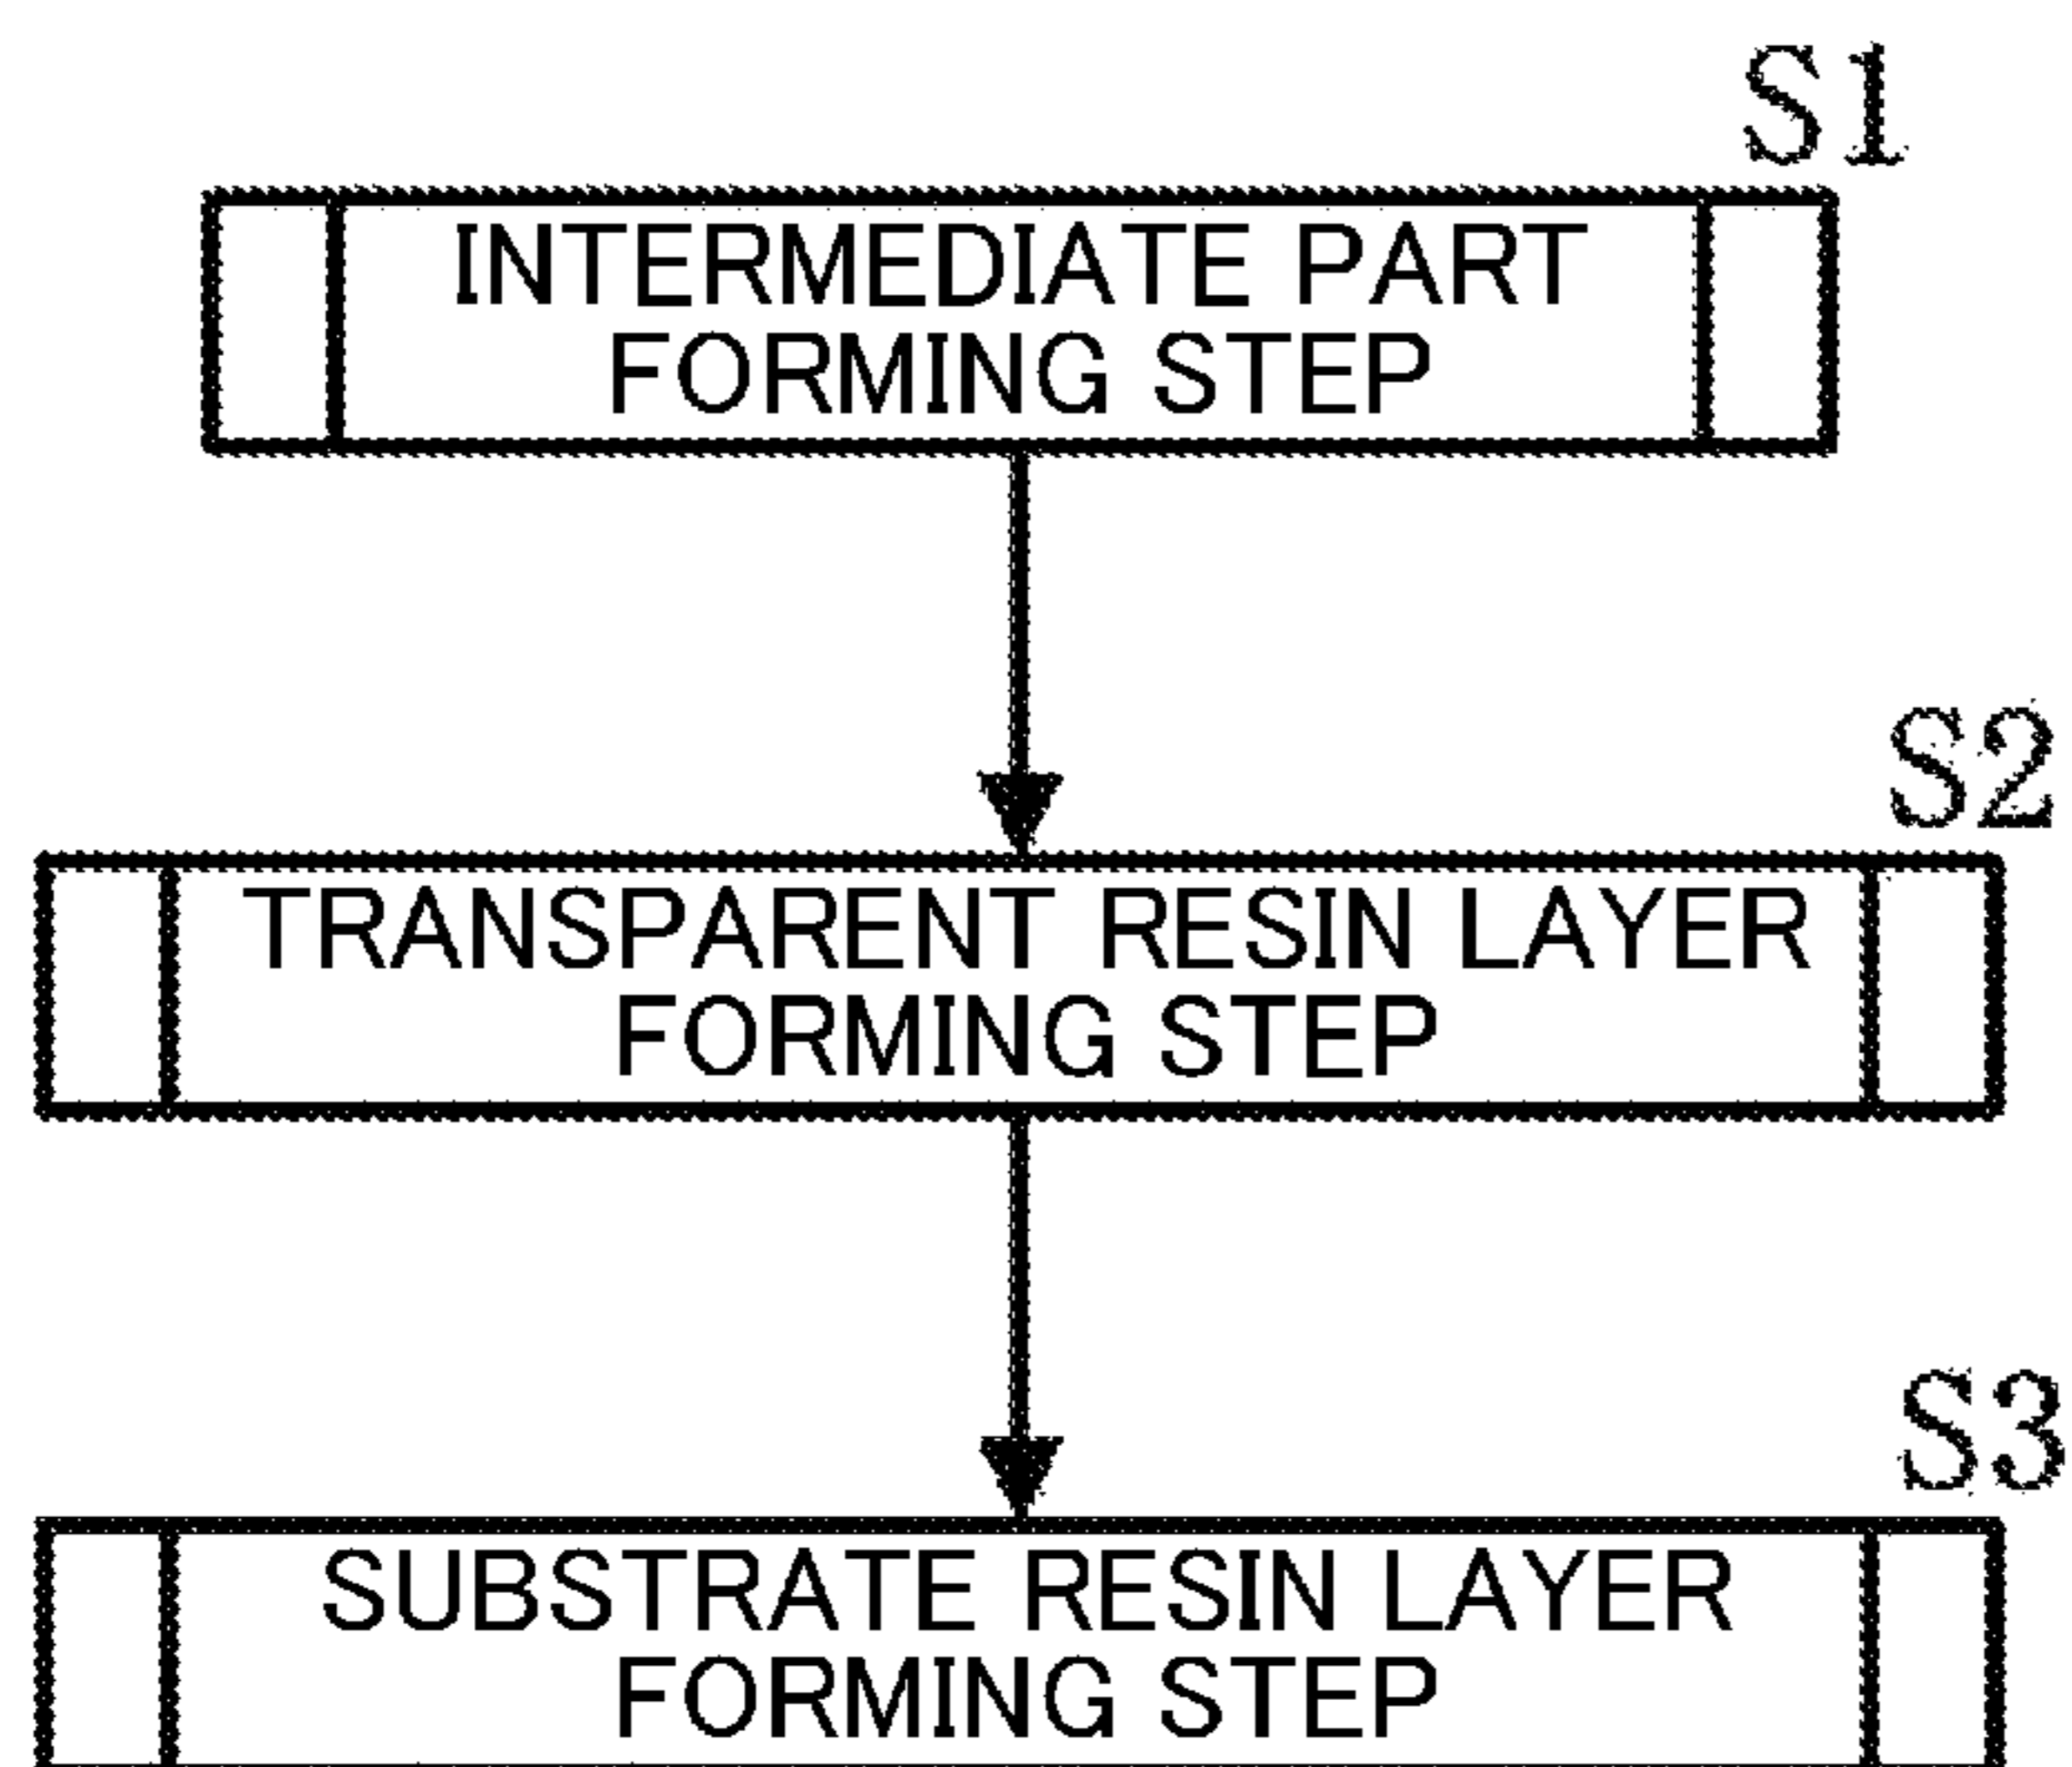 S1
INTERMEDIATE PART
FORMING STEP
S2
TRANSPARENT RESIN LAYER
FORMING STEP
S3
SUBSTRATE RESIN LAYER
FORMING STEP